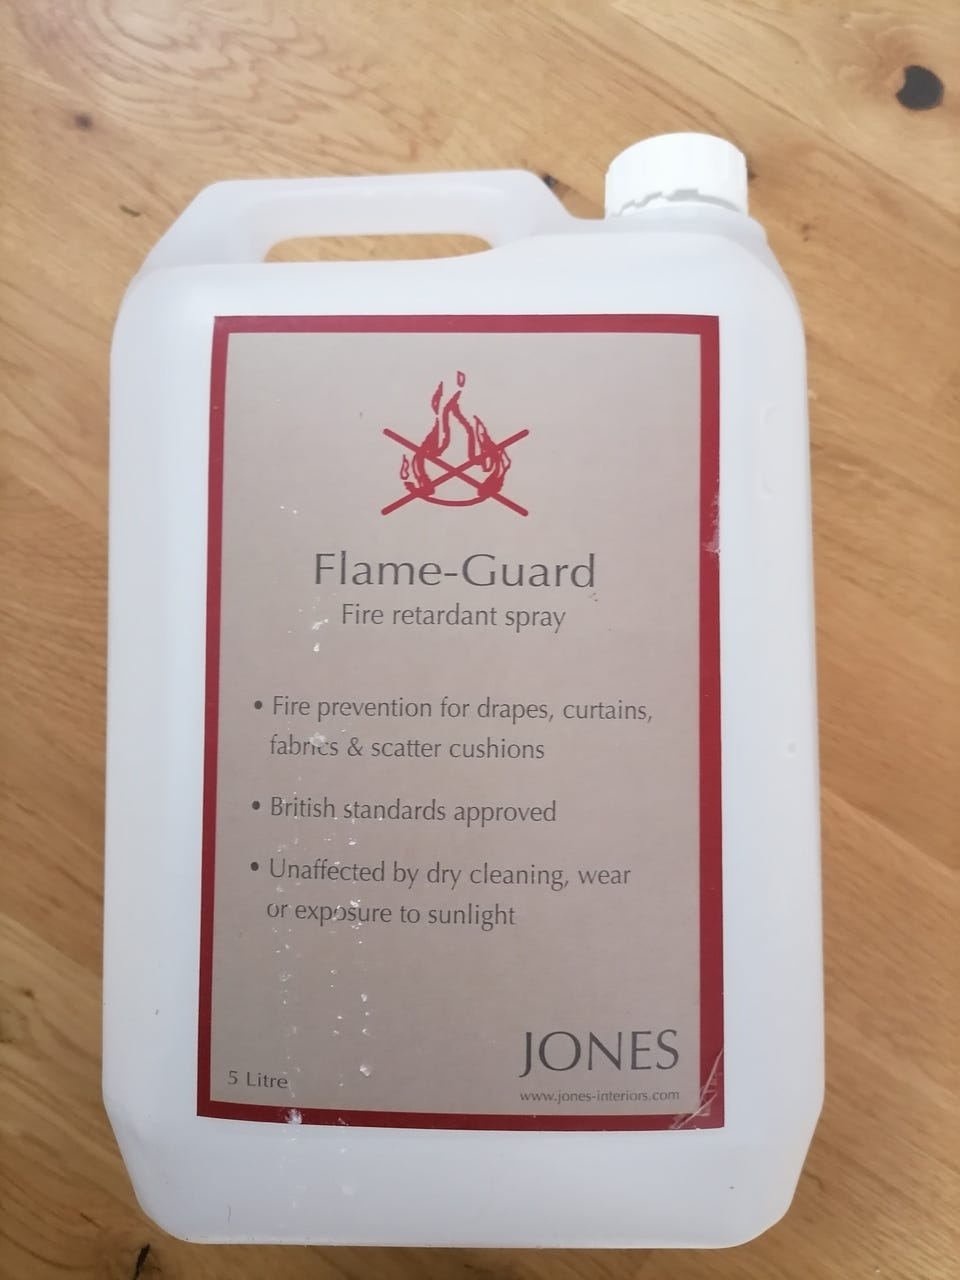 Flame-Guard
Fire retardant spray
• Fire prevention for drapes, curtains,
fabrics & scatter cushions
• British standards approved
• Unaffected by dry cleaning, wear
or exposure to sunlight
JONES
5 Litre
www.jones-interiors.com